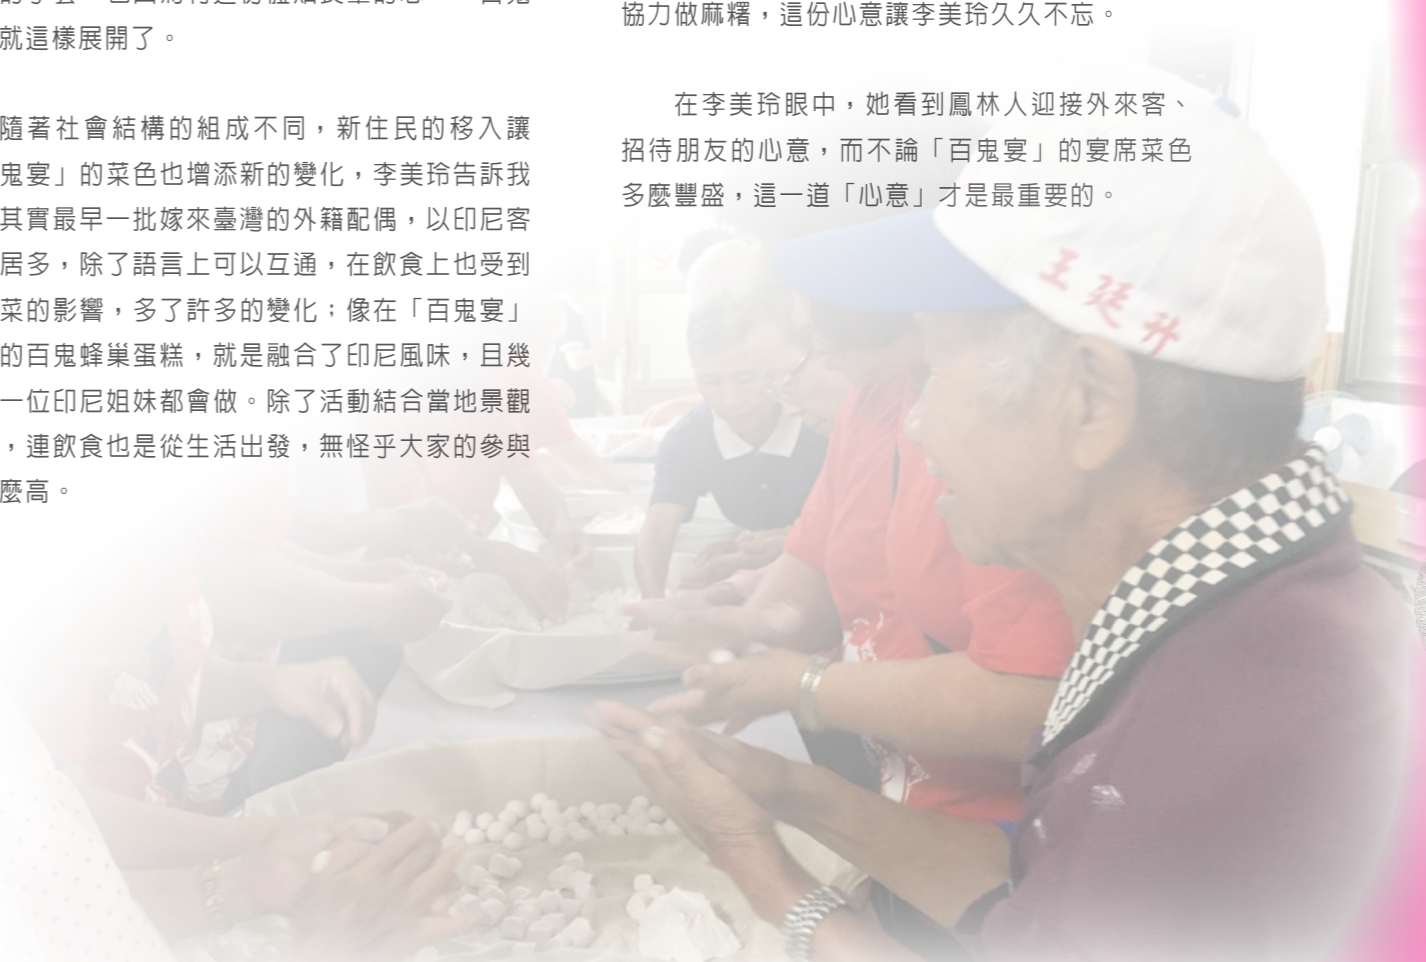 就這樣展開了。
隨著社會結構的組成不同，新住民的移入讓
鬼宴」的菜色也增添新的變化，李美玲告訴我
其實最早一批嫁來臺灣的外籍配偶，以印尼客
居多，除了語言上可以互通，在飲食上也受到
菜的影響，多了許多的變化；像在「百鬼宴」
的百鬼蜂巢蛋糕，就是融合了印尼風味，且幾
一位印尼姐妹都會做。除了活動結合當地景觀
，連飲食也是從生活出發，無怪乎大家的參與
麼高。
協力做麻糬，這份心意讓李美玲久久不忘。
在李美玲眼中，她看到鳳林人迎接外來客、
招待朋友的心意，而不論「百鬼宴」的宴席菜色
多麼豐盛，這一道「心意」才是最重要的。
王廷升